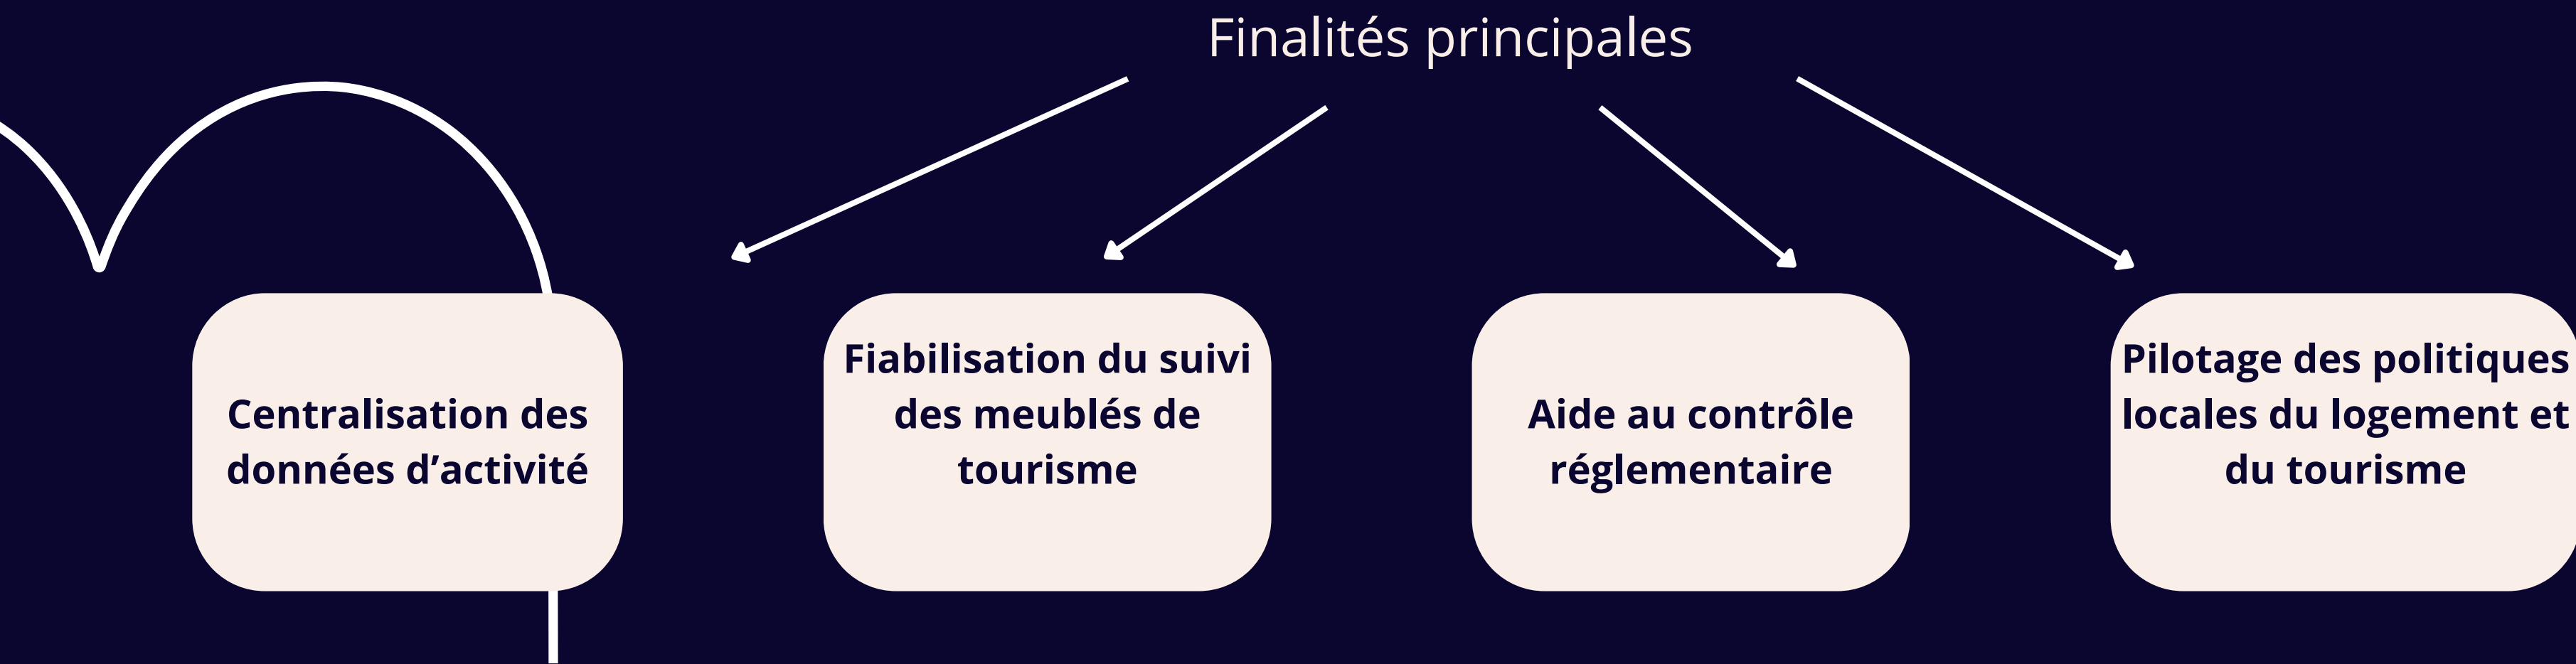 Finalités principales
Centralisation des
données d’activité
Fiabilisation du suivi
des meublés de
tourisme
Aide au contrôle
réglementaire
Pilotage des politiques
locales du logement et
du tourisme